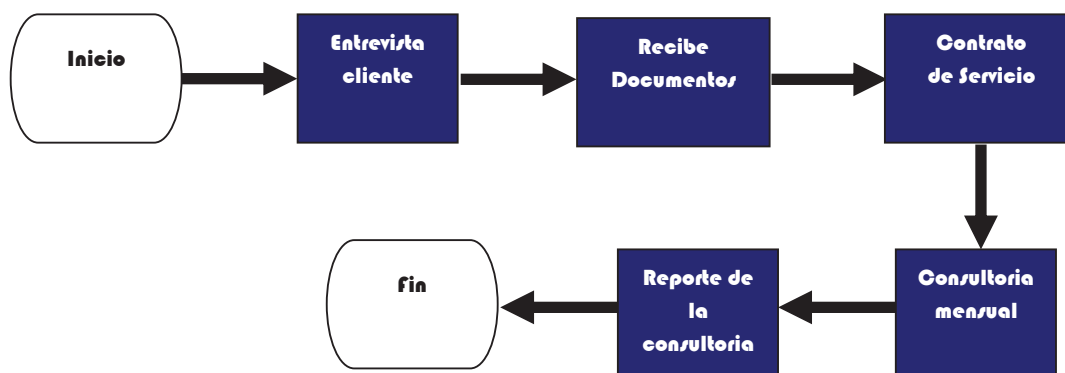 Inicio
Entrevista
cliente
Recibe
Documentos
Contrato
de Servicio
Consultoria
mensual
Reporte de
la
consultoria
Fin